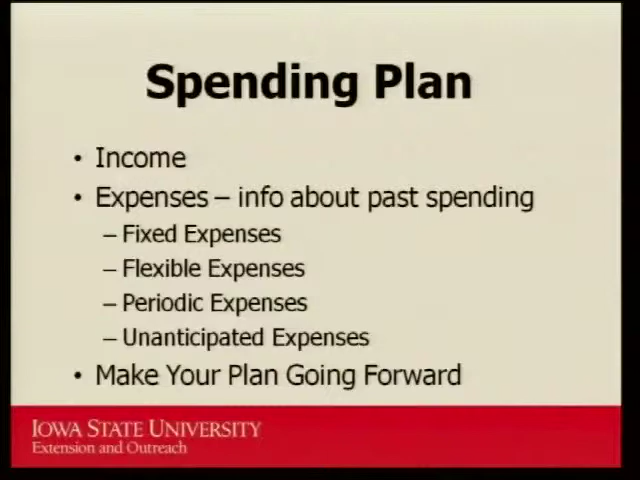 Spending Plan
• Income
• Expenses – info about past spending
– Fixed Expenses
– Flexible Expenses
– Periodic Expenses
– Unanticipated Expenses
• Make Your Plan Going Forward
IOWA STATE UNIVERSITY
Extension and Outreach